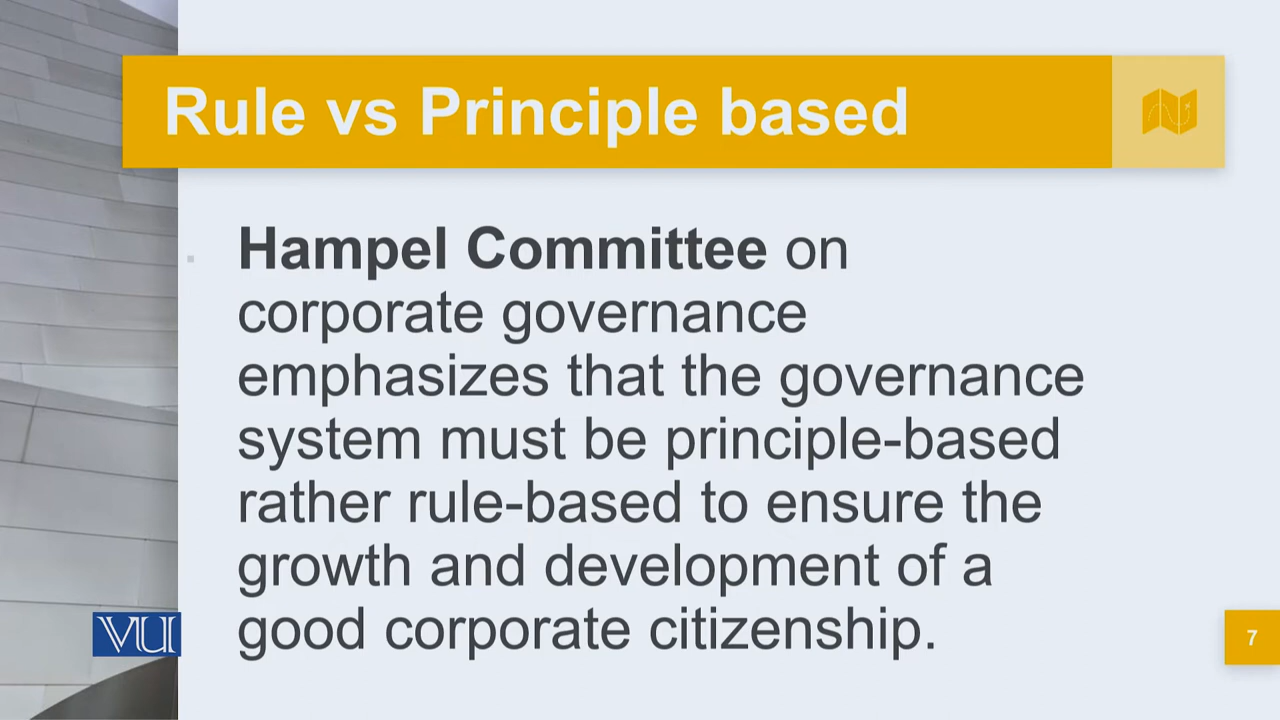 Rule vs Principle based
Hampel Committee on
corporate governance
emphasizes that the governance
system must be principle-based
rather rule-based to ensure the
growth and development of a
good corporate citizenship.
VU
7